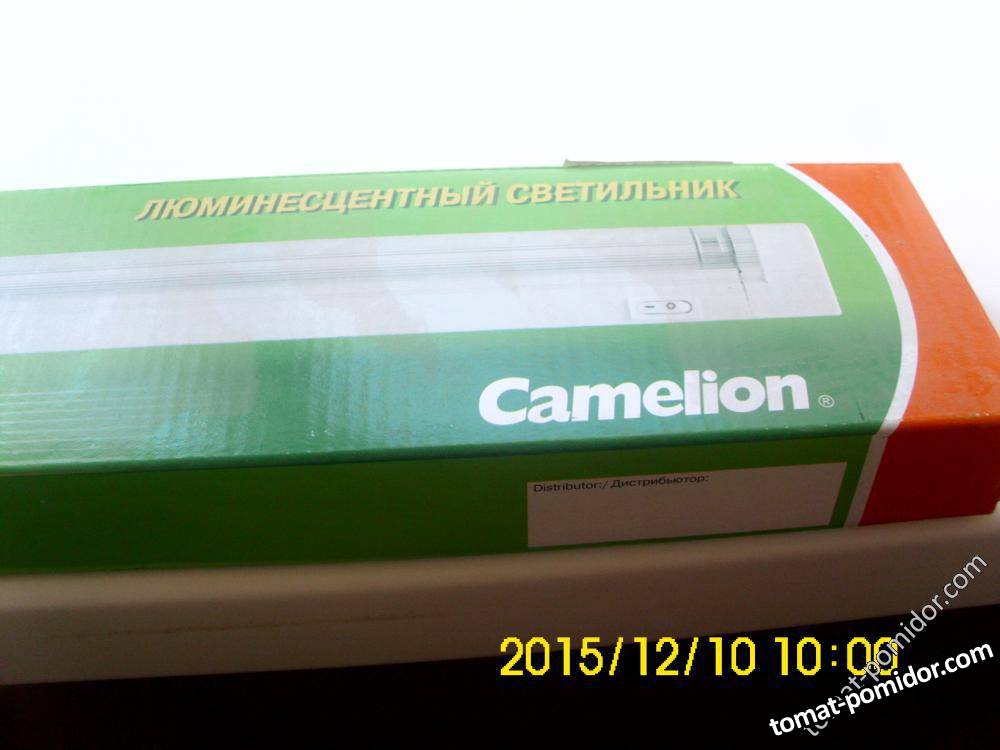 ЛЮМИНЕСЦЕНТНЫЙ СВЕТИЛЬНИК
Camelion ®
Distributor:/ Дистрибьютор:
2015/12/10 10:00
tomat-pomidor.com
tomat-pomidor.com